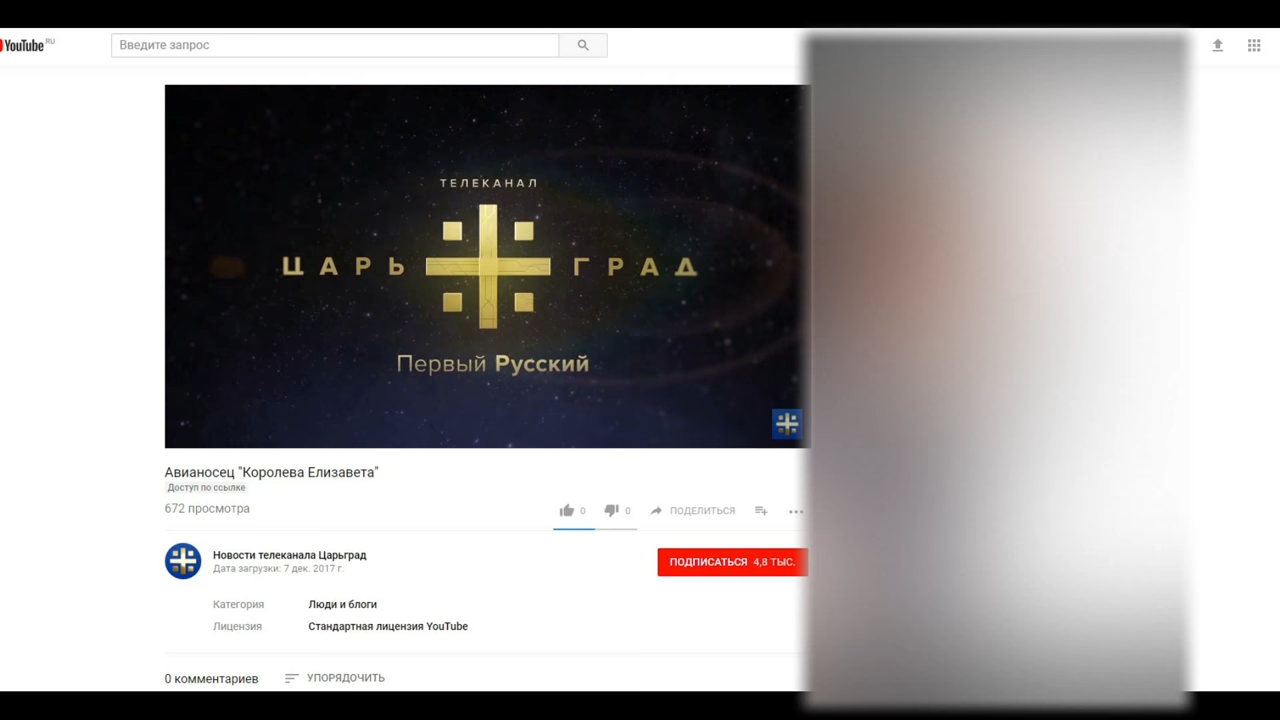 YouTube RU
Введите запрос
ТЕЛЕКАНАЛ
ЦАРЬ ГРАД
Первый Русский
Авианосец "Королева Елизавета"
Доступ по ссылке
672 просмотра
0 0 ПОДЕЛИТЬСЯ
Новости телеканала Царьград
Дата загрузки: 7 дек. 2017 г.
ПОДПИСАТЬСЯ 4,8 ТЫС.
Категория Люди и блоги
Лицензия Стандартная лицензия YouTube
0 комментариев УПОРЯДОЧИТЬ